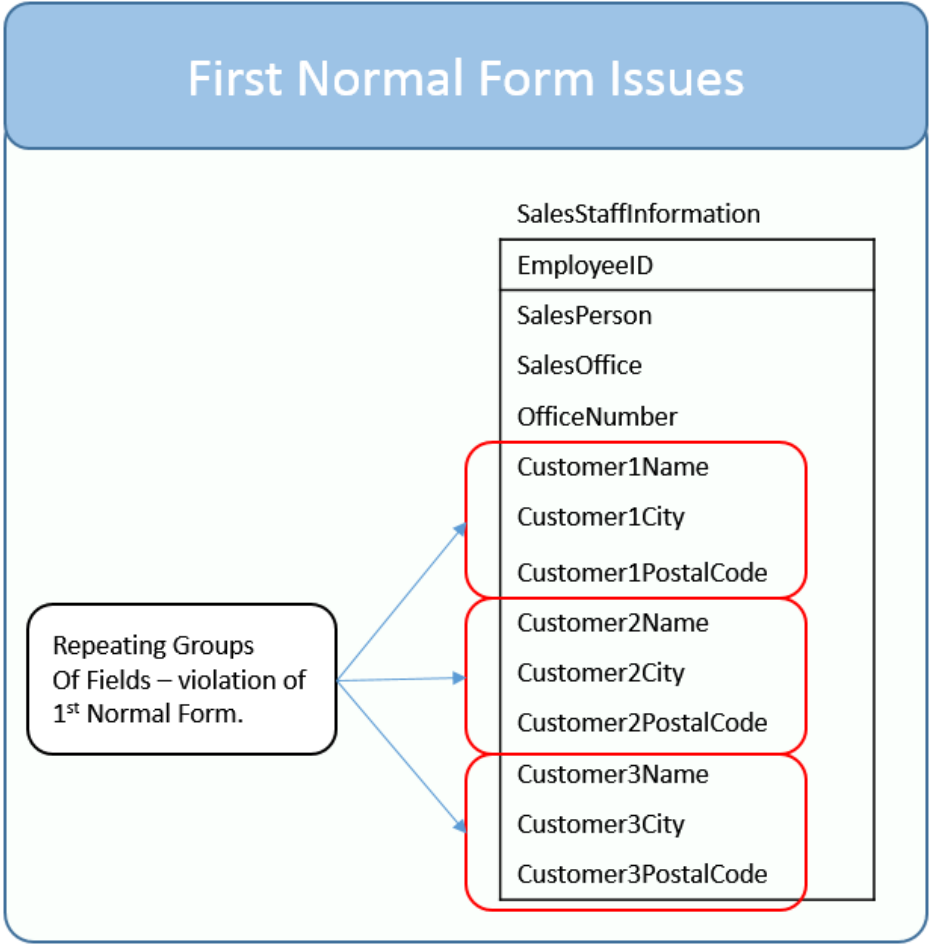 First Normal Form Issues
SalesStaffInformation
EmployeeID
SalesPerson
SalesOffice
OfficeNumber
Customer1Name
Customer1City
Customer1PostalCode
Customer2Name
Customer2City
Customer2PostalCode
Customer3Name
Customer3City
Customer3PostalCode
Repeating Groups
Of Fields – violation of
1st Normal Form.